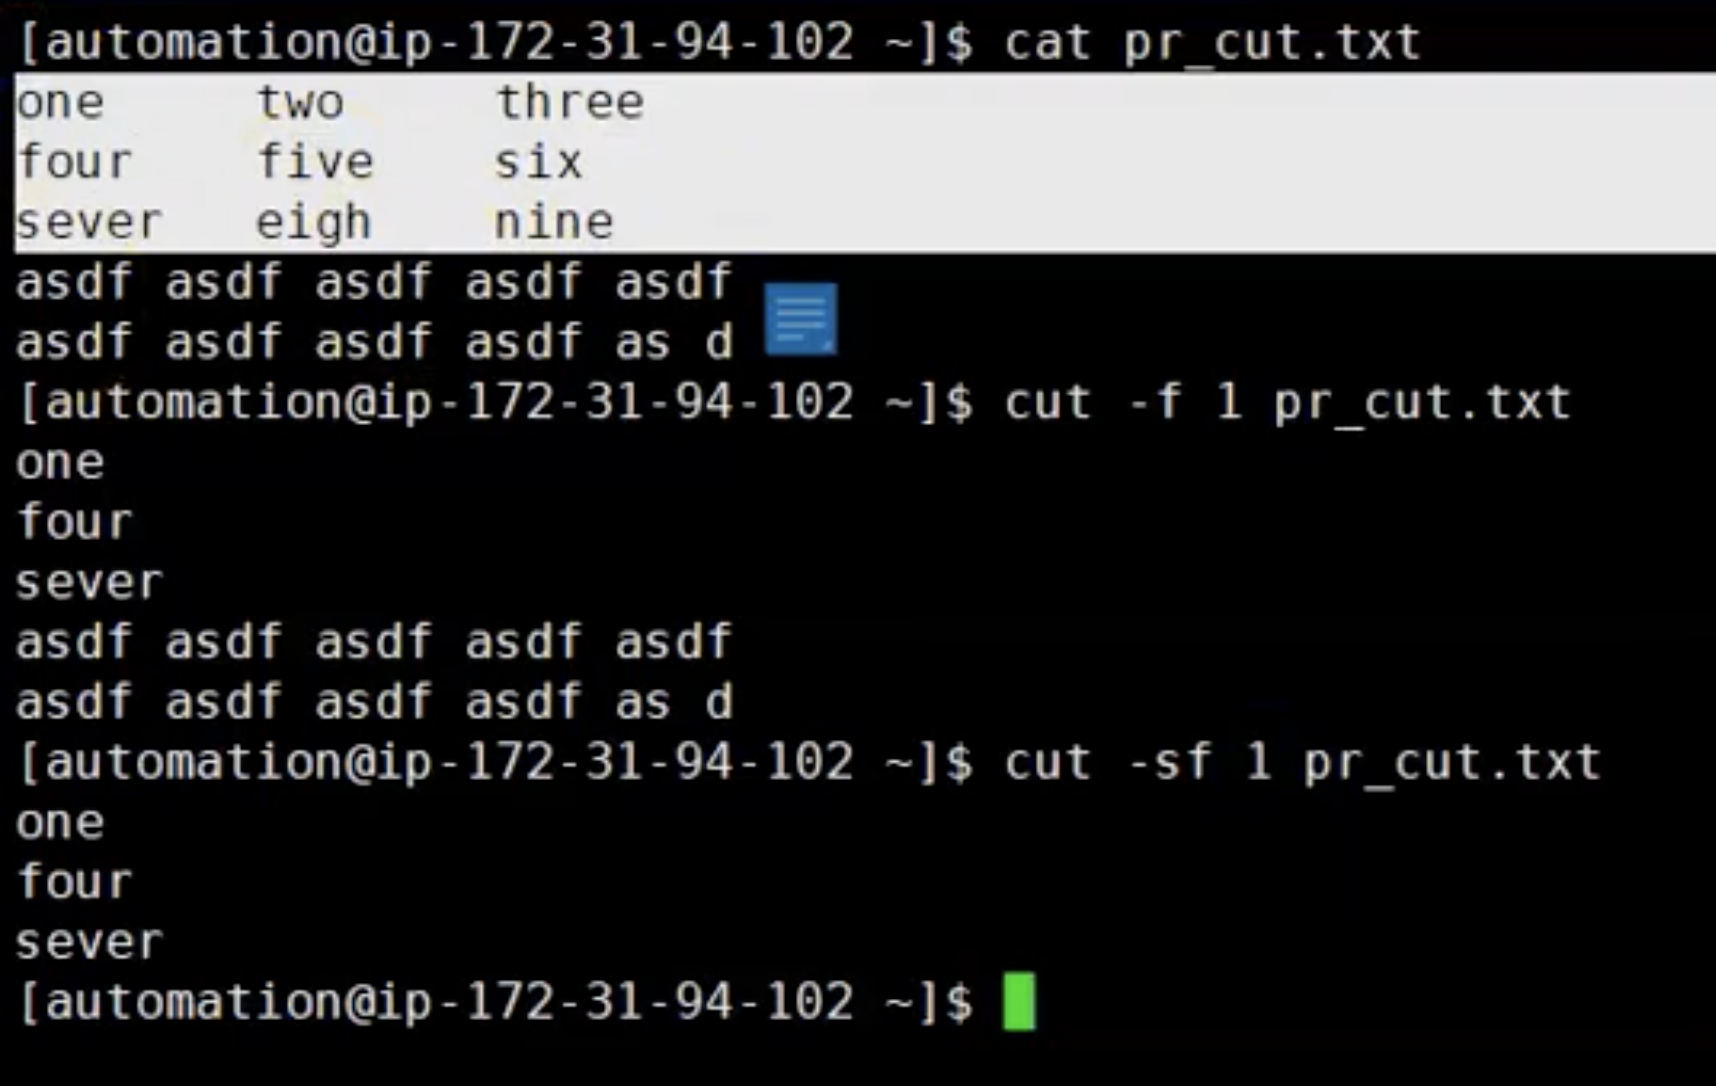 [automation@ip-172-31-94-102 ~]$ cat pr_cut.txt
one	two	three
four	five	six
sever	eigh	nine
asdf asdf asdf asdf asdf
asdf asdf asdf asdf as d
[automation@ip-172-31-94-102 ~]$ cut -f 1 pr_cut.txt
one
four
sever
asdf asdf asdf asdf asdf
asdf asdf asdf asdf as d
[automation@ip-172-31-94-102 ~]$ cut -sf 1 pr_cut.txt
one
four
sever
[automation@ip-172-31-94-102 ~]$